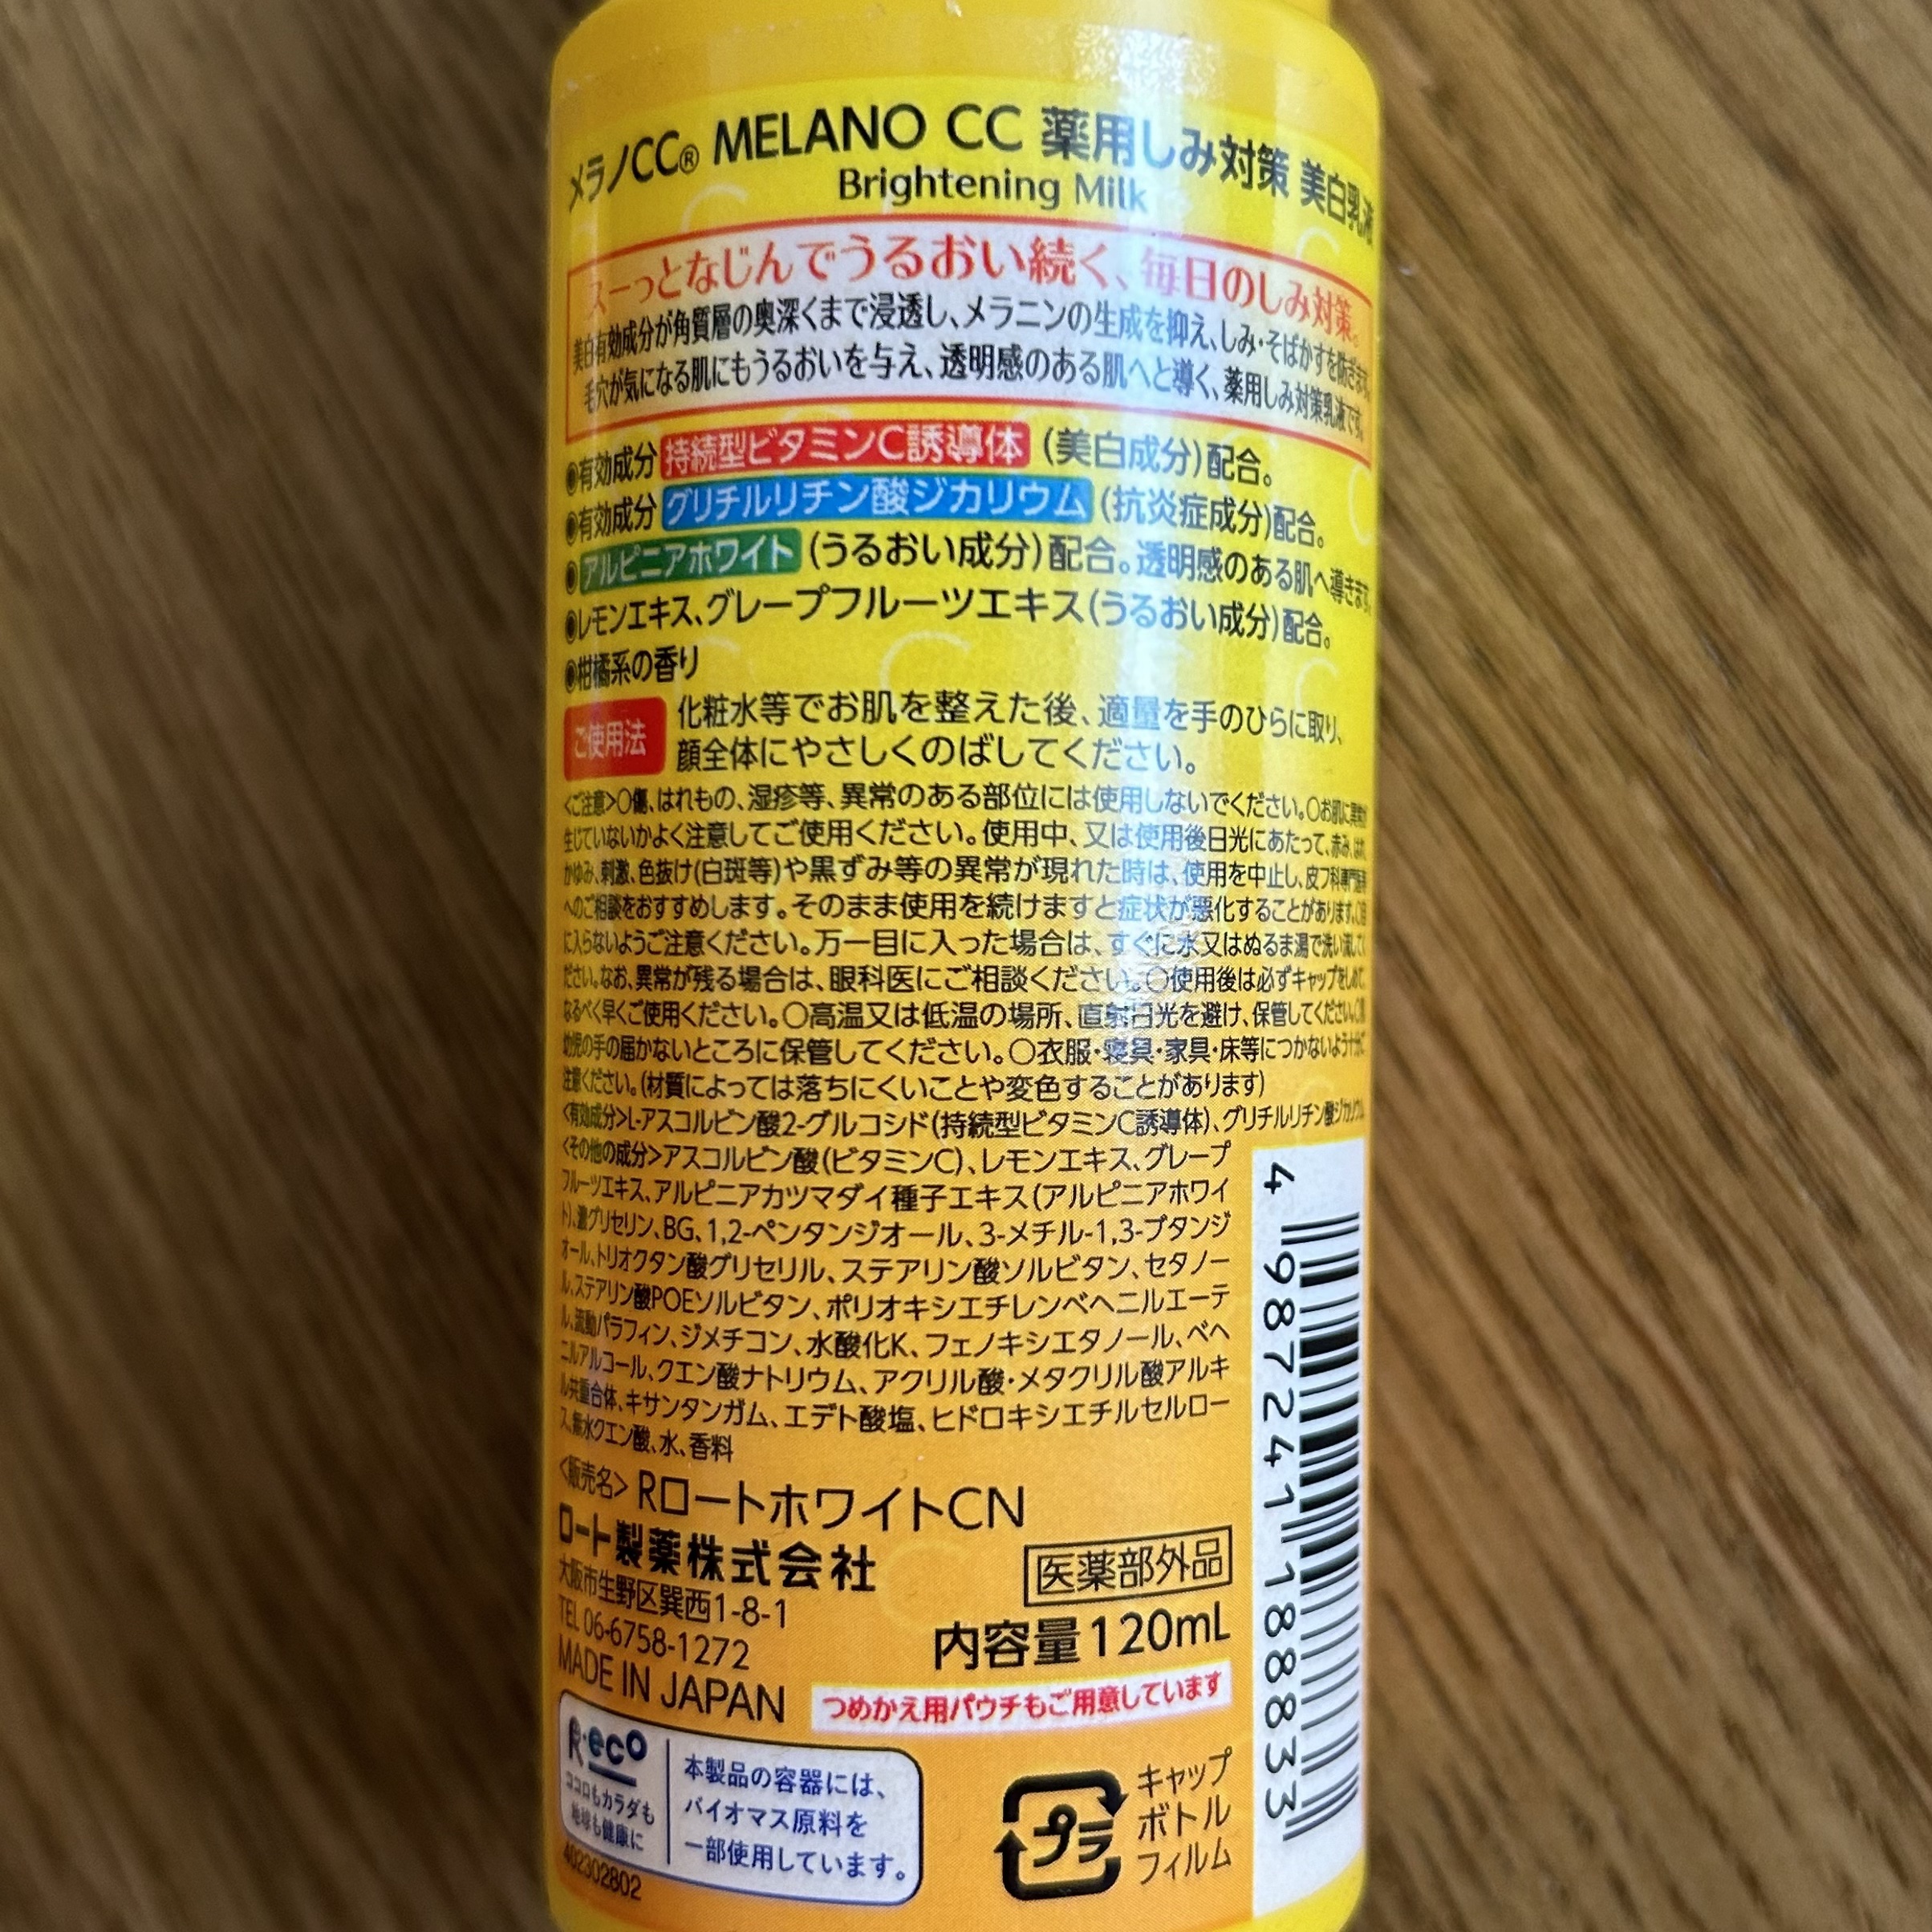 メラノCC® MELANO CC 薬用しみ対策 美白乳液
Brightening Milk
スーっとなじんでうるおい続く、毎日のしみ対策。
美白有効成分が角質層の奥深くまで浸透し、メラニンの生成を抑え、しみ・そばかすを防ぎます。
毛穴が気になる肌にもうるおいを与え、透明感のある肌へと導く、薬用しみ対策乳液です。
◉有効成分 持続型ビタミンC誘導体 (美白成分)配合。
◉有効成分 グリチルリチン酸ジカリウム (抗炎症成分)配合。
◉アルピニアホワイト (うるおい成分)配合。透明感のある肌へ導きます。
◉レモンエキス、グレープフルーツエキス(うるおい成分)配合。
◉柑橘系の香り
ご使用法 化粧水等でお肌を整えた後、適量を手のひらに取り、
顔全体にやさしくのばしてください。
<ご注意>○傷、はれもの、湿疹等、異常のある部位には使用しないでください。○お肌に異常が
生じていないかよく注意してご使用ください。使用中、又は使用後日光にあたって、赤み、はれ、
かゆみ、刺激、色抜け(白斑等)や黒ずみ等の異常が現れた時は、使用を中止し、皮フ科専門医等
へのご相談をおすすめします。そのまま使用を続けますと症状が悪化することがあります。○目
に入らないようご注意ください。万一目に入った場合は、すぐに水又はぬるま湯で洗い流してく
ださい。なお、異常が残る場合は、眼科医にご相談ください。○使用後は必ずキャップをしめて、
なるべく早くご使用ください。○高温又は低温の場所、直射日光を避け、保管してください。○乳
幼児の手の届かないところに保管してください。○衣服・寝具・家具・床等につかないよう十分ご
注意ください。(材質によっては落ちにくいことや変色することがあります)
<有効成分>L-アスコルビン酸2-グルコシド(持続型ビタミンC誘導体)、グリチルリチン酸ジカリウム
<その他の成分>アスコルビン酸(ビタミンC)、レモンエキス、グレープ
フルーツエキス、アルピニアカツマダイ種子エキス(アルピニアホワイ
ト)、濃グリセリン、BG、1,2-ペンタンジオール、3-メチル-1,3-ブタンジ
オール、トリオクタン酸グリセリル、ステアリン酸ソルビタン、セタノー
ル、ステアリン酸POEソルビタン、ポリオキシエチレンベヘニルエーテ
ル、流動パラフィン、ジメチコン、水酸化K、フェノキシエタノール、ベヘ
ニルアルコール、クエン酸ナトリウム、アクリル酸・メタクリル酸アルキ
ル共重合体、キサンタンガム、エデト酸塩、ヒドロキシエチルセルロー
ス、無水クエン酸、水、香料
<販売名> RロートホワイトCN
ロート製薬株式会社
大阪市生野区巽西1-8-1
TEL 06-6758-1272
MADE IN JAPAN
医薬部外品
内容量120mL
つめかえ用パウチもご用意しています
R・eco
ココロもカラダも
地球も健康に
本製品の容器には、
バイオマス原料を
一部使用しています。
402302802
プラ
キャップ
ボトル
フィルム
4 987241 188833